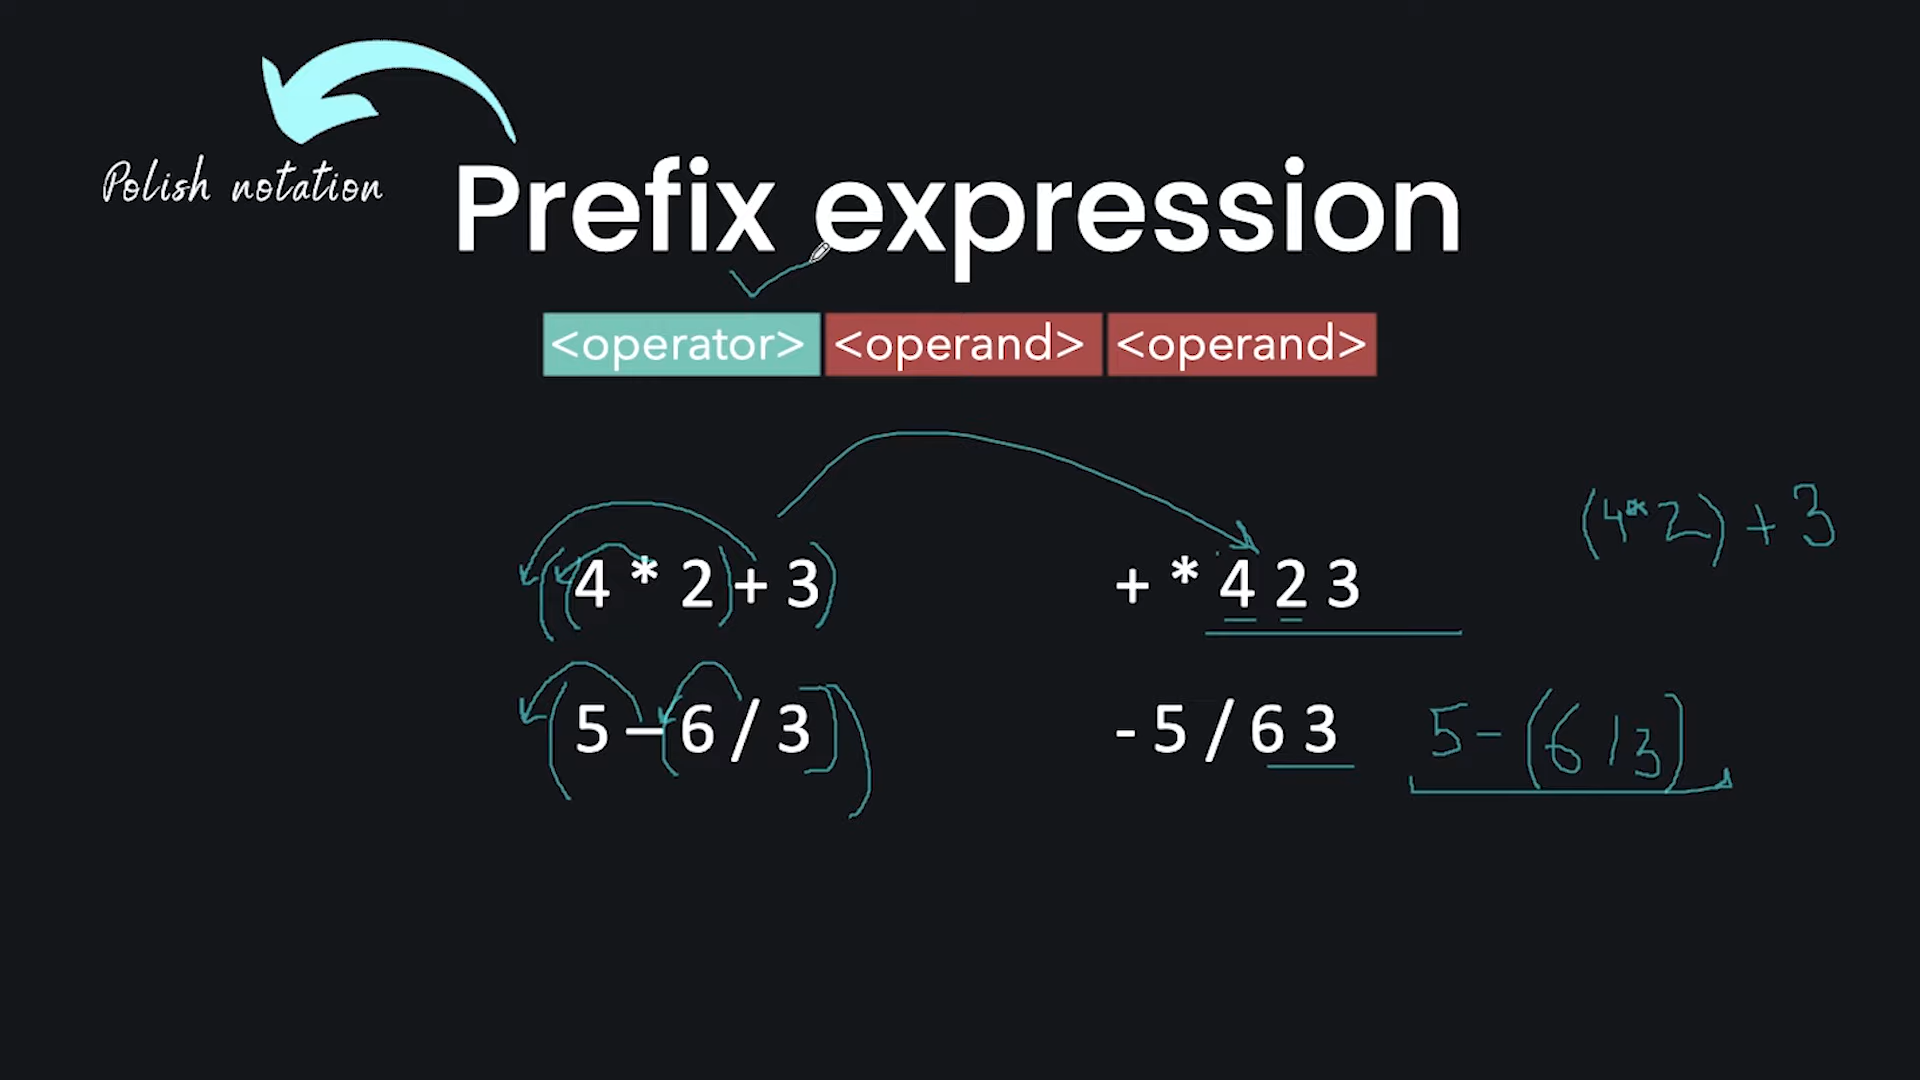 Polish notation
Prefix expression
<operator> <operand> <operand>
(4*2) + 3
((4 * 2) + 3)
+ * 4 2 3
(5 – (6 / 3))
- 5 / 6 3
5 - (6 / 3)